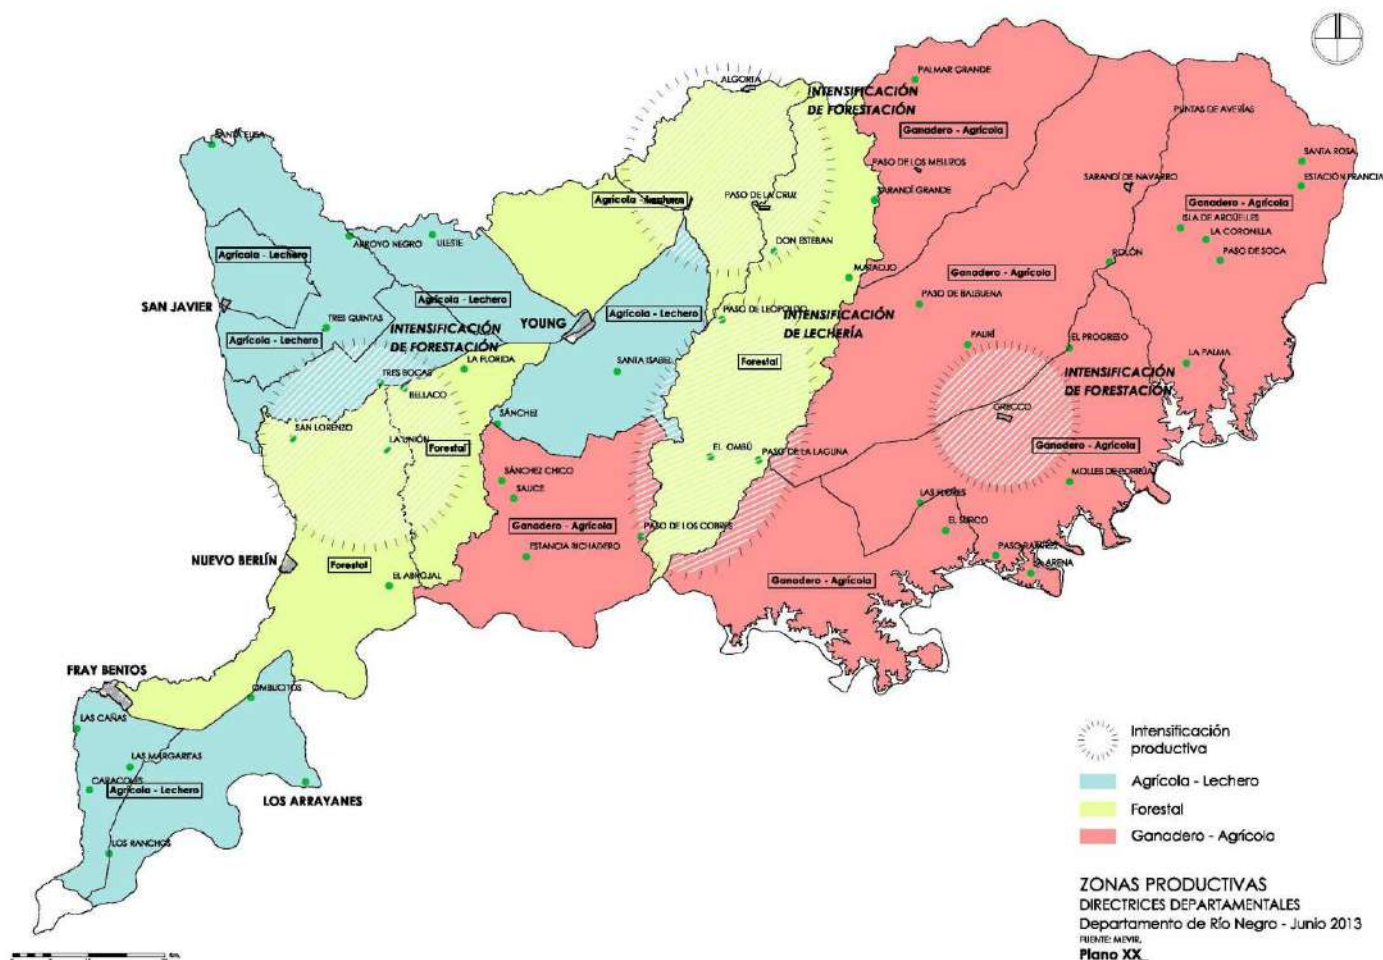 ALGORTA
PALMAR GRANDE
INTENSIFICACIÓN
DE FORESTACIÓN
PUNTAS DE AVERÍAS
Ganadero - Agrícola
SANTA ELISA
SANTA ROSA
PASO DE LOS MELLIROS
ESTACIÓN FRANCIA
SARANDÍ DE NAVARRO
SARANDÍ GRANDE
PASO DE LA CRUZ
Agrícola - Lechero
Ganadero - Agrícola
ISLA DE ARGÜELLES
LA CORONILLA
ARROYO NEGRO
ULESTE
DON ESTEBAN
PASO DE SOCA
Agrícola - Lechero
ROLÓN
MATAOJO
Ganadero - Agrícola
SAN JAVIER
Agrícola - Lechero
PASO DE BALBUENA
Agrícola - Lechero
PASO DE LEOPOLDO
INTENSIFICACIÓN
DE LECHERÍA
YOUNG
TRES QUINTAS
INTENSIFICACIÓN
DE FORESTACIÓN
Agrícola - Lechero
EL PROGRESO
LA FLORIDA
SANTA ISABEL
Forestal
LA PALMA
INTENSIFICACIÓN
DE FORESTACIÓN
TRES BOCAS
BELLACO
SÁNCHEZ
GRECCO
SAN LORENZO
LA UNIÓN
Forestal
EL OMBÚ
PASO DE LA LAGUNA
Ganadero - Agrícola
SÁNCHEZ CHICO
MOLLES DE PORRÚA
SAUCE
LAS FLORES
Ganadero - Agrícola
PASO DE LOS COBRES
EL SURCO
NUEVO BERLÍN
Forestal
ESTANCIA BICHADERO
PASO RAMÍREZ
LA ARENA
EL ABROJAL
Ganadero - Agrícola
FRAY BENTOS
OMBUCITOS
LAS CAÑAS
LAS MARGARITAS
CARACOLES
Agrícola - Lechero
LOS ARRAYANES
LOS RANCHOS
Intensificación
productiva
Agrícola - Lechero
Forestal
Ganadero - Agrícola
ZONAS PRODUCTIVAS
DIRECTRICES DEPARTAMENTALES
Departamento de Río Negro - Junio 2013
FUENTE: MEVIR.
Plano XX